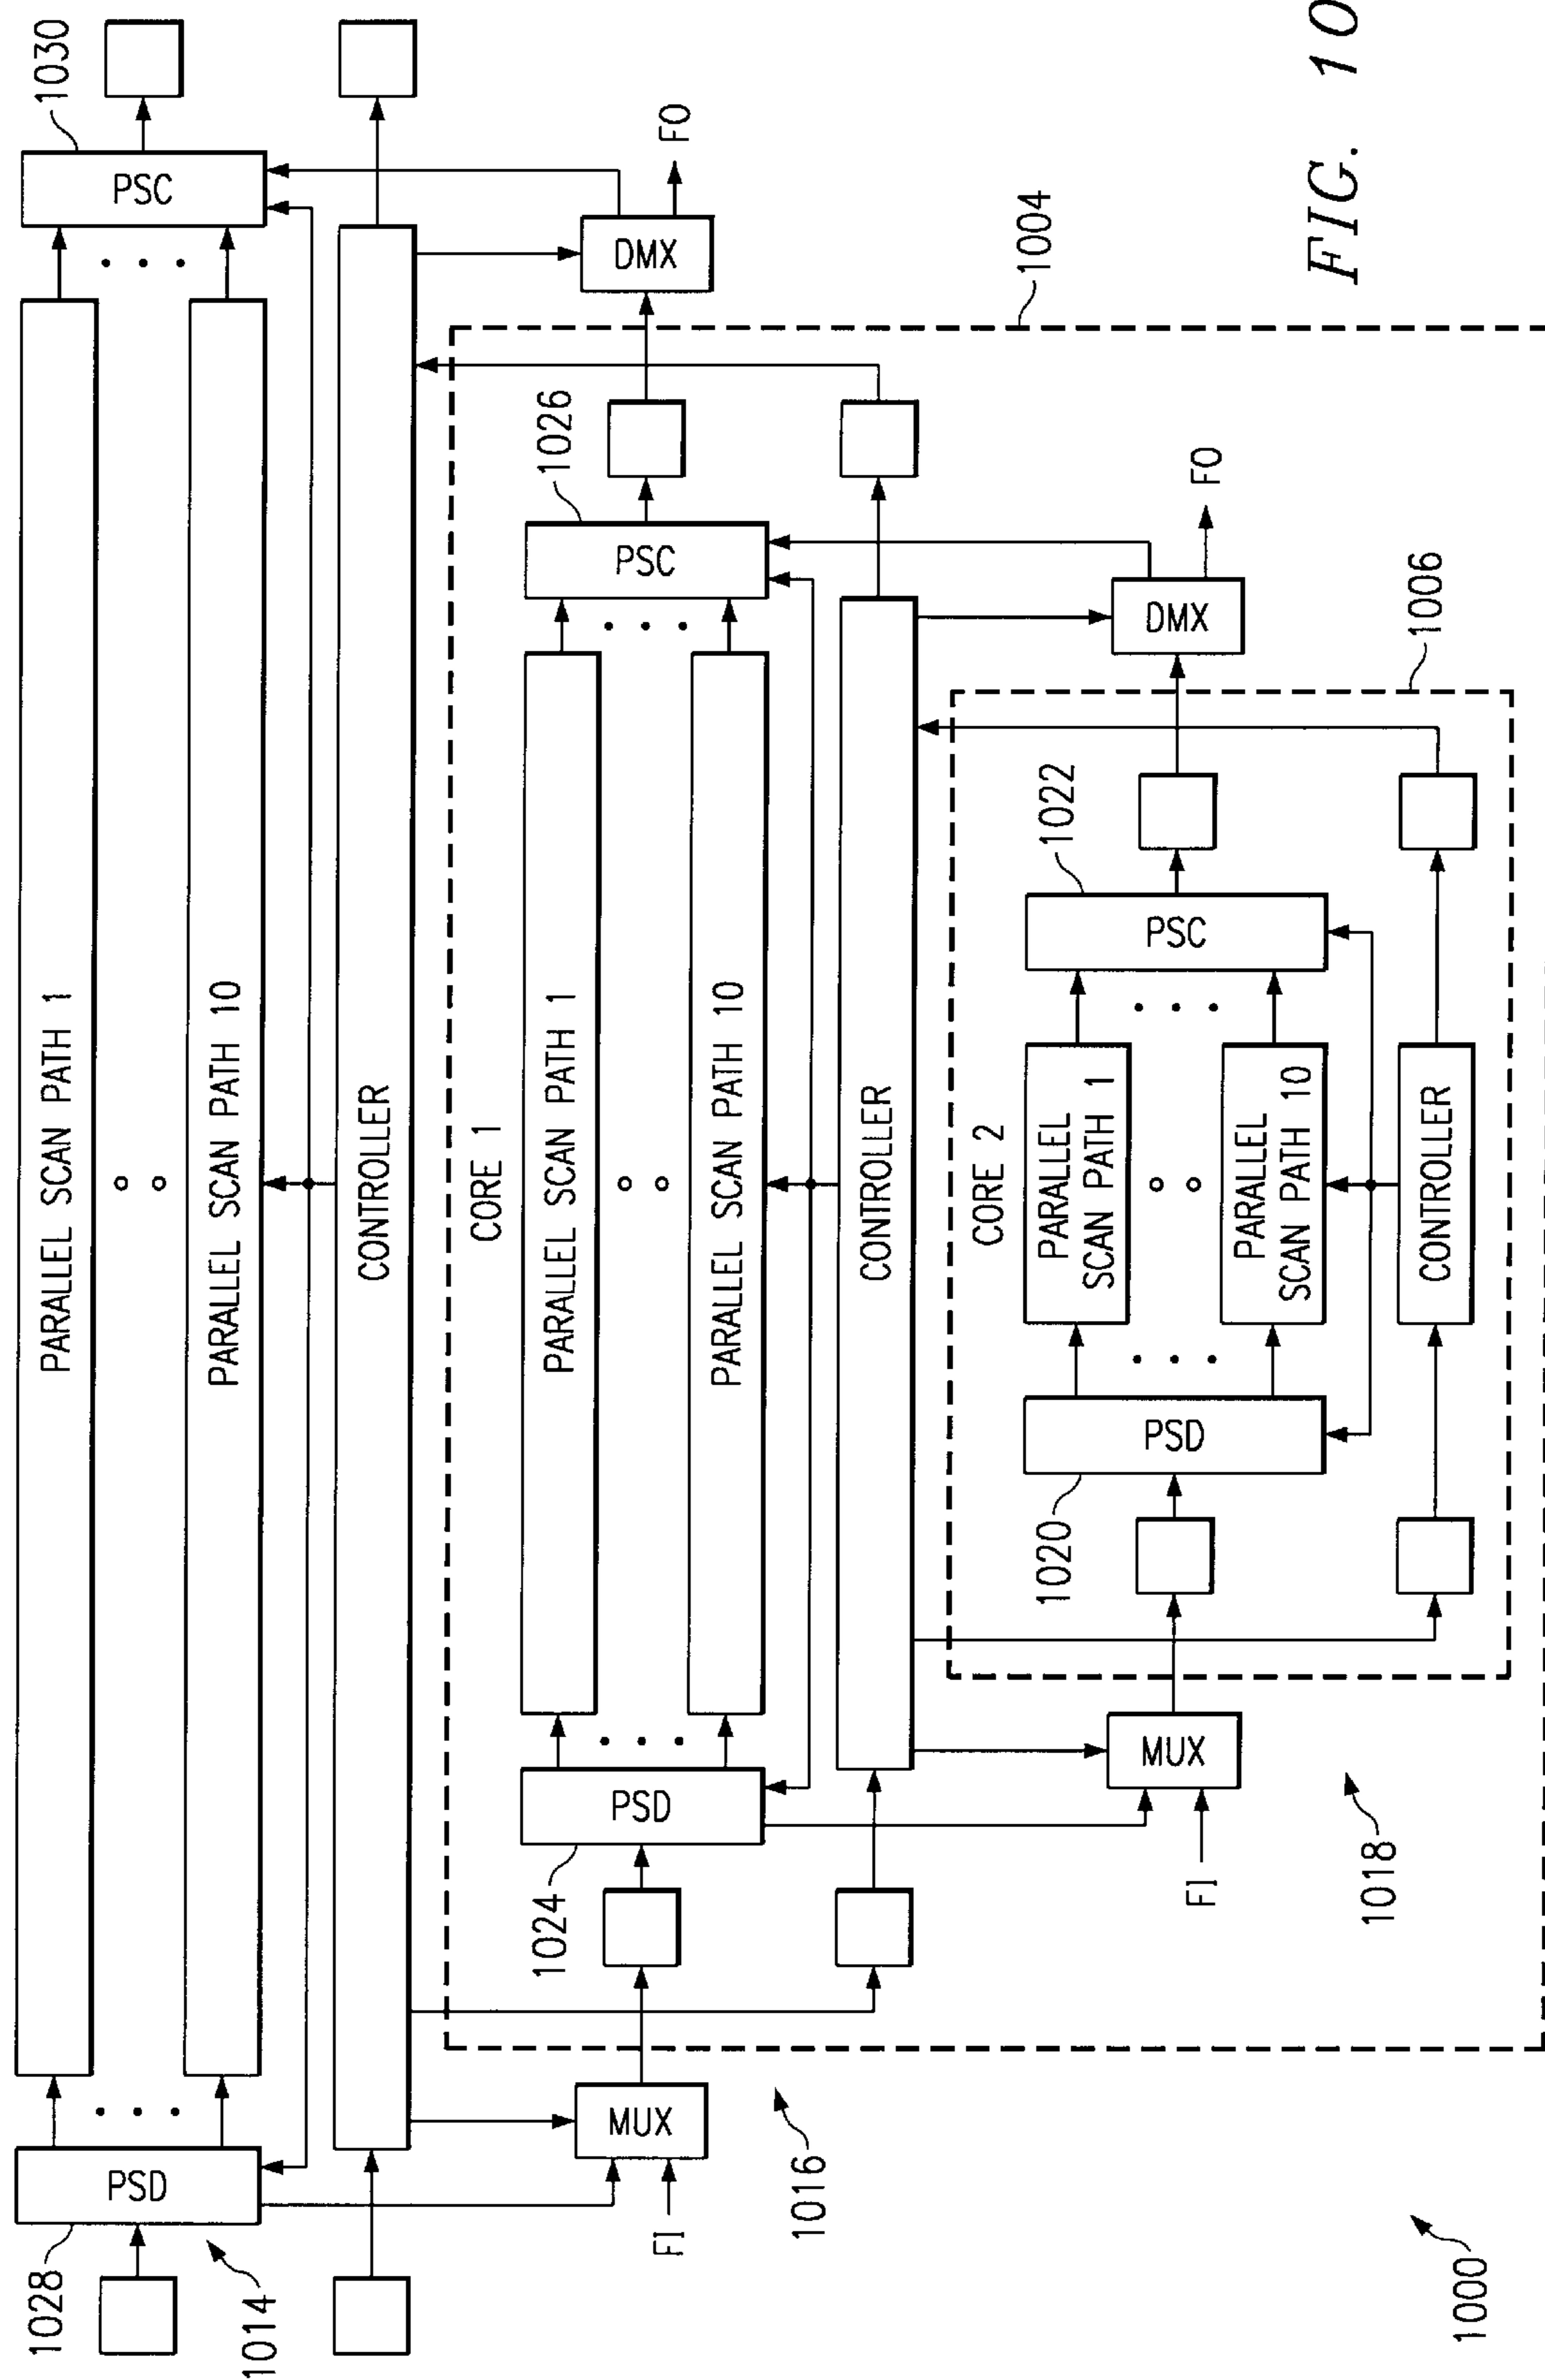 1028
PSD
PARALLEL SCAN PATH 1
PSC
1030
1014
PARALLEL SCAN PATH 10
CONTROLLER
CORE 1
1024
PSD
PARALLEL SCAN PATH 1
PSC
1026
FI
MUX
PARALLEL SCAN PATH 10
DMX
FO
1016
CONTROLLER
CORE 2
1020
PSD
PARALLEL
SCAN PATH 1
PSC
1022
1004
FI
MUX
PARALLEL
SCAN PATH 10
DMX
FO
1018
CONTROLLER
1006
1000
FIG. 10